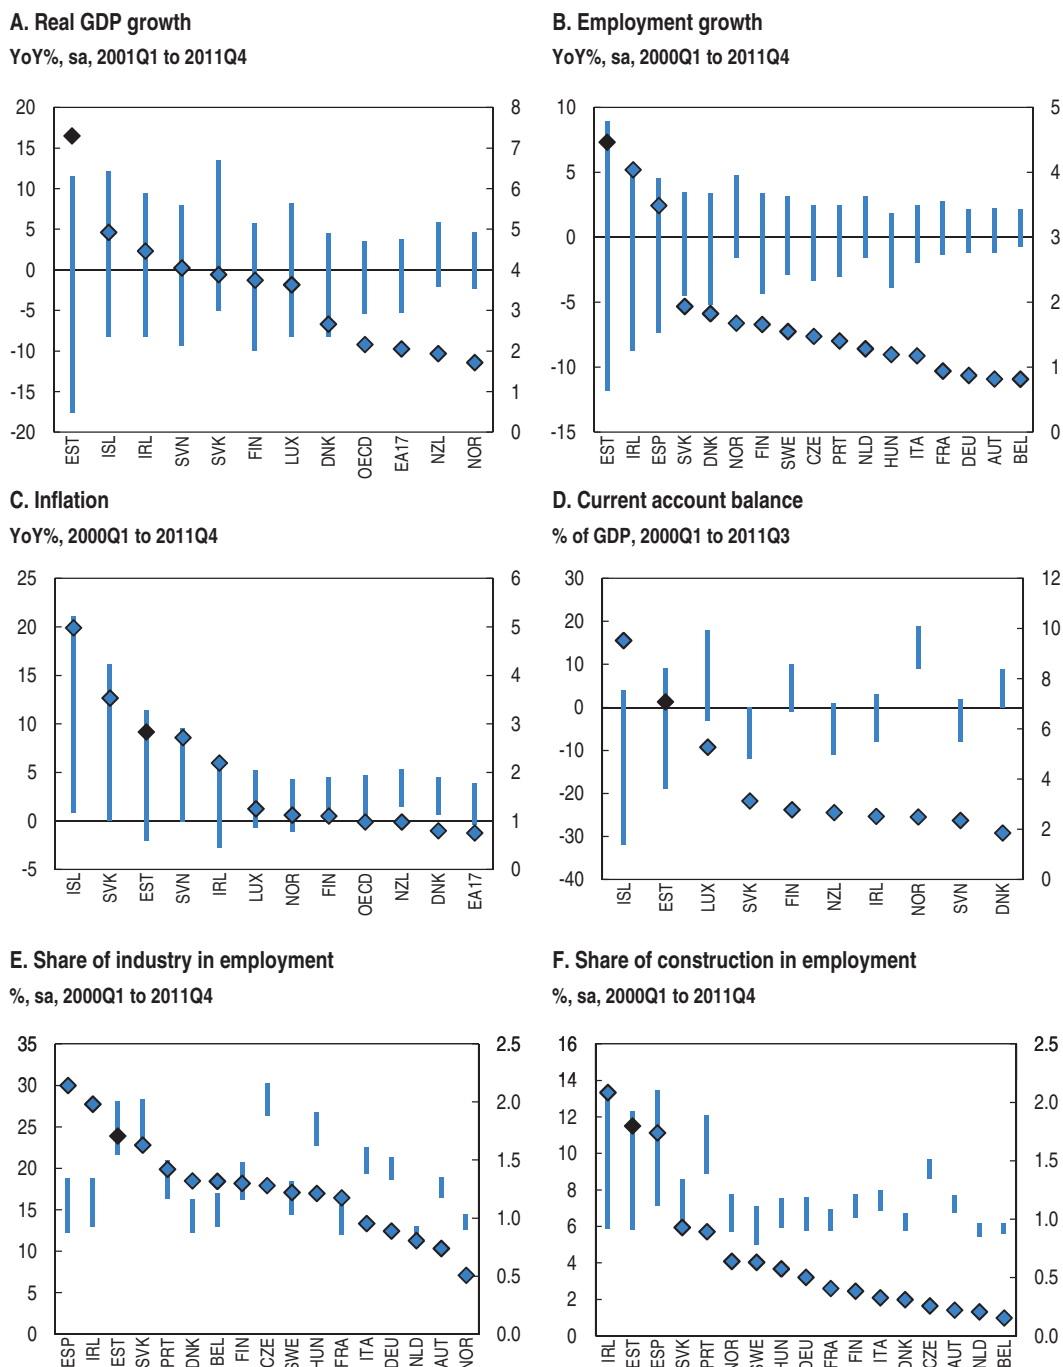 A. Real GDP growth
YoY%, sa, 2001Q1 to 2011Q4
20 8
15 7
10 6
5 5
0 4
-5 3
-10 2
-15 1
-20 0
EST ISL IRL SVN SVK FIN LUX DNK OECD EA17 NZL NOR
B. Employment growth
YoY%, sa, 2000Q1 to 2011Q4
10 5
5 4
0 3
-5 2
-10 1
-15 0
EST IRL ESP SVK DNK NOR FIN SWE CZE PRT NLD HUN ITA FRA DEU AUT BEL
C. Inflation
YoY%, 2000Q1 to 2011Q4
25 6
20 5
15 4
10 3
5 2
0 1
-5 0
ISL SVK EST SVN IRL LUX NOR FIN OECD NZL DNK EA17
D. Current account balance
% of GDP, 2000Q1 to 2011Q3
30 12
20 10
10 8
0 6
-10 4
-20 2
-30 0
-40
ISL EST LUX SVK FIN NZL IRL NOR SVN DNK
E. Share of industry in employment
%, sa, 2000Q1 to 2011Q4
35 2.5
30 2.0
25 1.5
20 1.0
15 0.5
10 0.0
5
0
ESP IRL EST SVK PRT DNK BEL FIN CZE SWE HUN FRA ITA DEU NLD AUT NOR
F. Share of construction in employment
%, sa, 2000Q1 to 2011Q4
16 2.5
14 2.0
12 1.5
10 1.0
8 0.5
6 0.0
4
2
0
IRL EST ESP SVK PRT NOR SWE HUN DEU FRA FIN ITA DNK CZE AUT NLD BEL